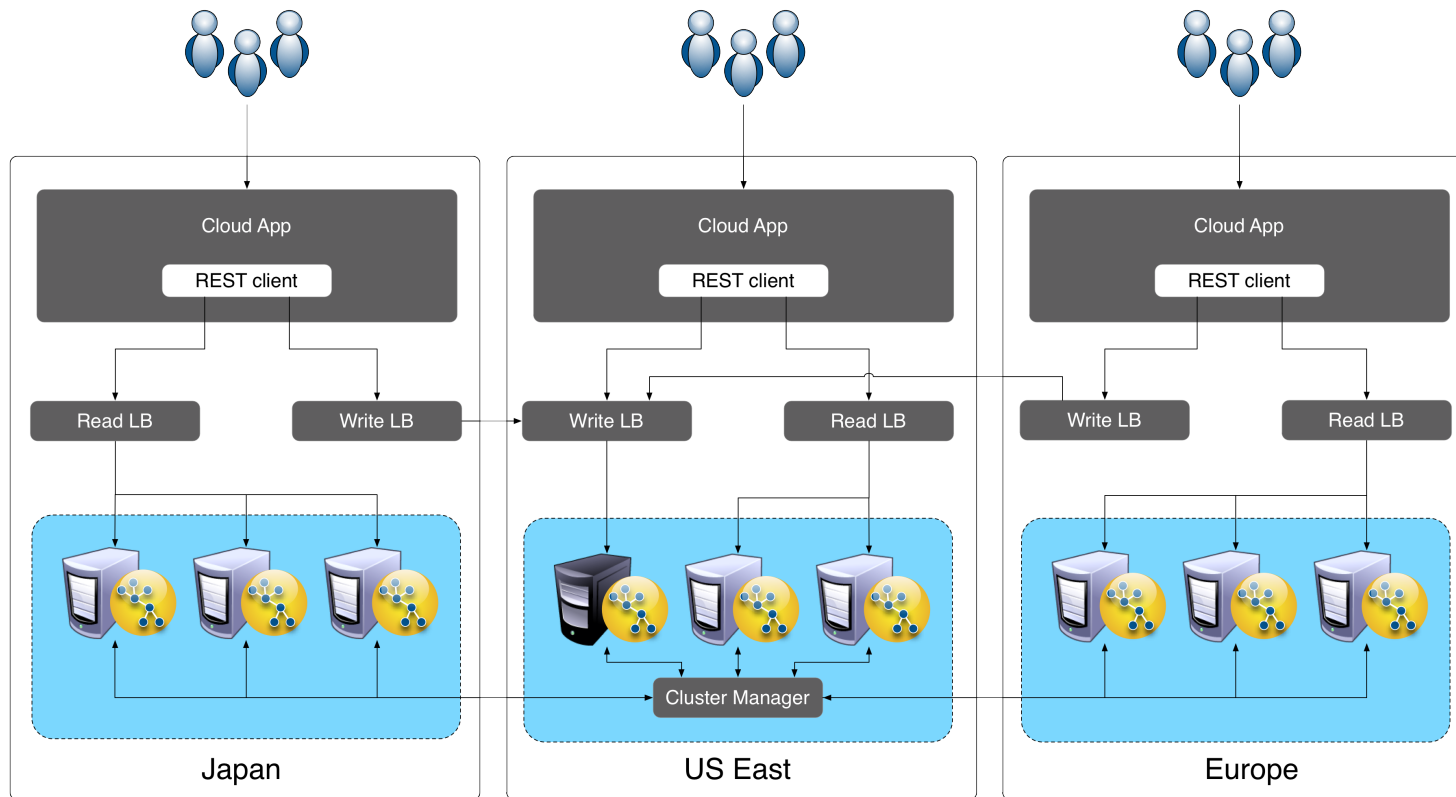 Cloud App
Cloud App
Cloud App
REST client
REST client
REST client
Read LB
Write LB
Write LB
Read LB
Write LB
Read LB
Cluster Manager
Japan
US East
Europe